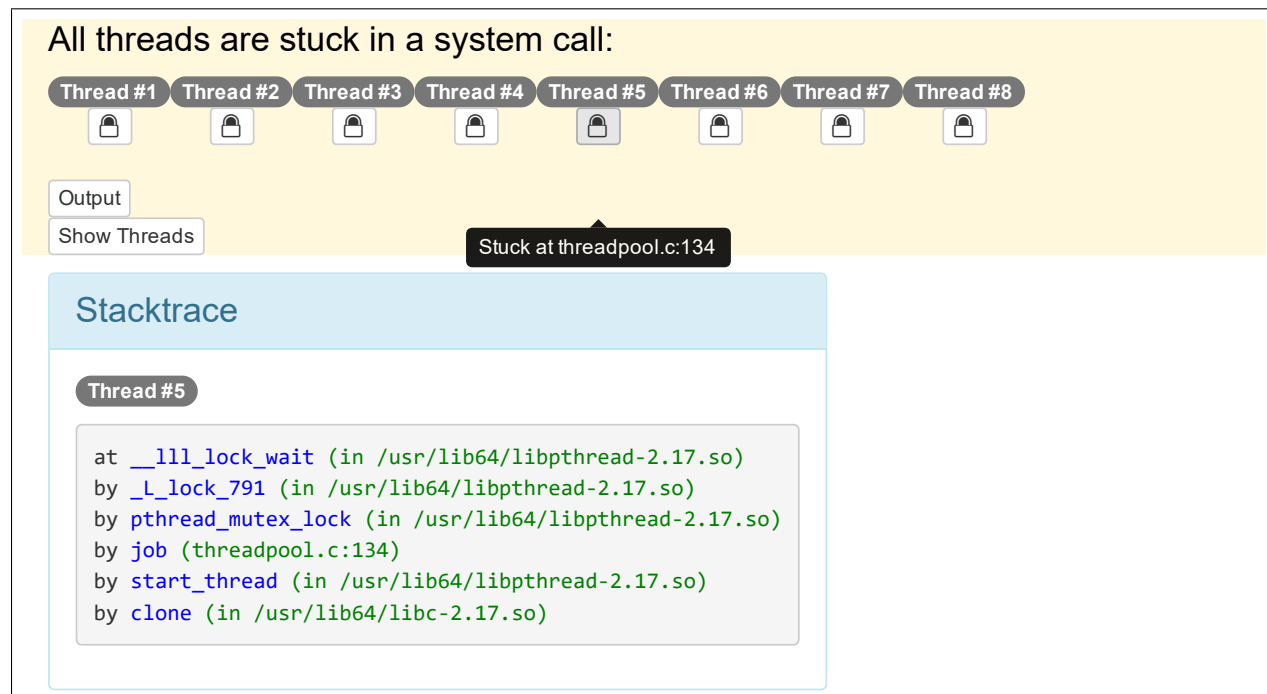 All threads are stuck in a system call:
Thread #1 Thread #2 Thread #3 Thread #4 Thread #5 Thread #6 Thread #7 Thread #8
Output
Show Threads
Stuck at threadpool.c:134
Stacktrace
Thread #5
at __lll_lock_wait (in /usr/lib64/libpthread-2.17.so)
by _L_lock_791 (in /usr/lib64/libpthread-2.17.so)
by pthread_mutex_lock (in /usr/lib64/libpthread-2.17.so)
by job (threadpool.c:134)
by start_thread (in /usr/lib64/libpthread-2.17.so)
by clone (in /usr/lib64/libc-2.17.so)